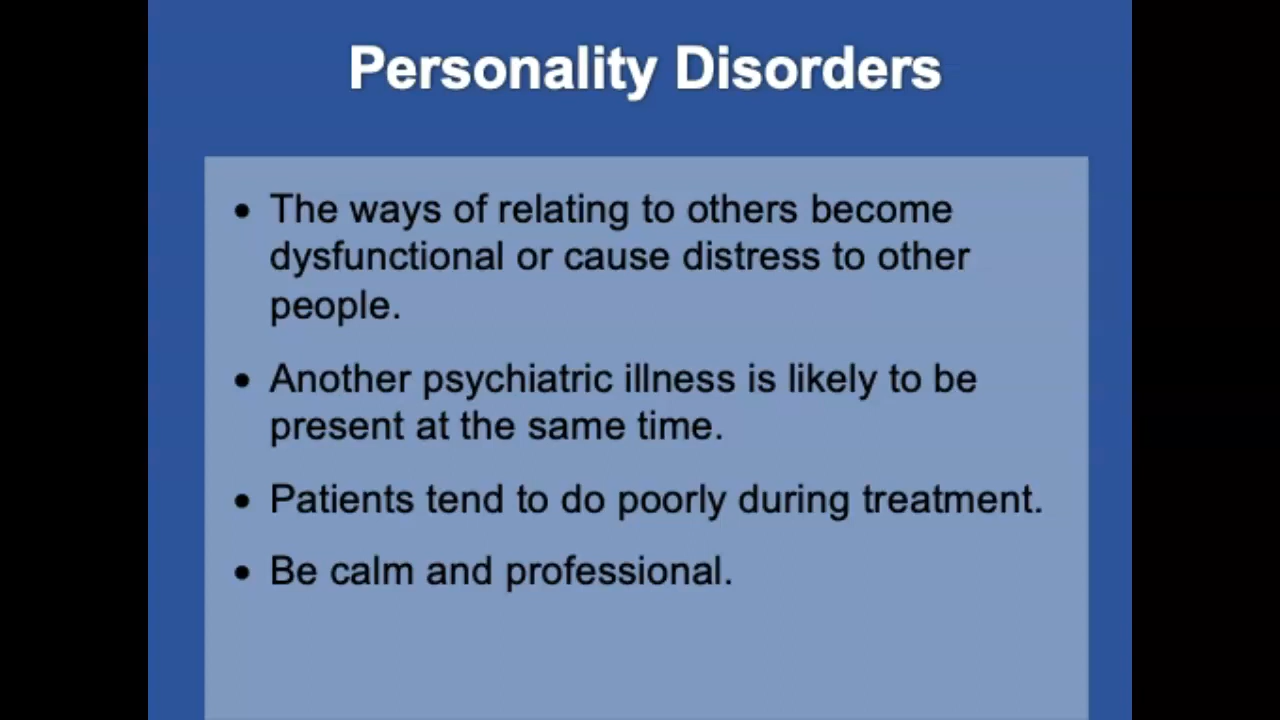 Personality Disorders
• The ways of relating to others become
dysfunctional or cause distress to other
people.
• Another psychiatric illness is likely to be
present at the same time.
• Patients tend to do poorly during treatment.
• Be calm and professional.